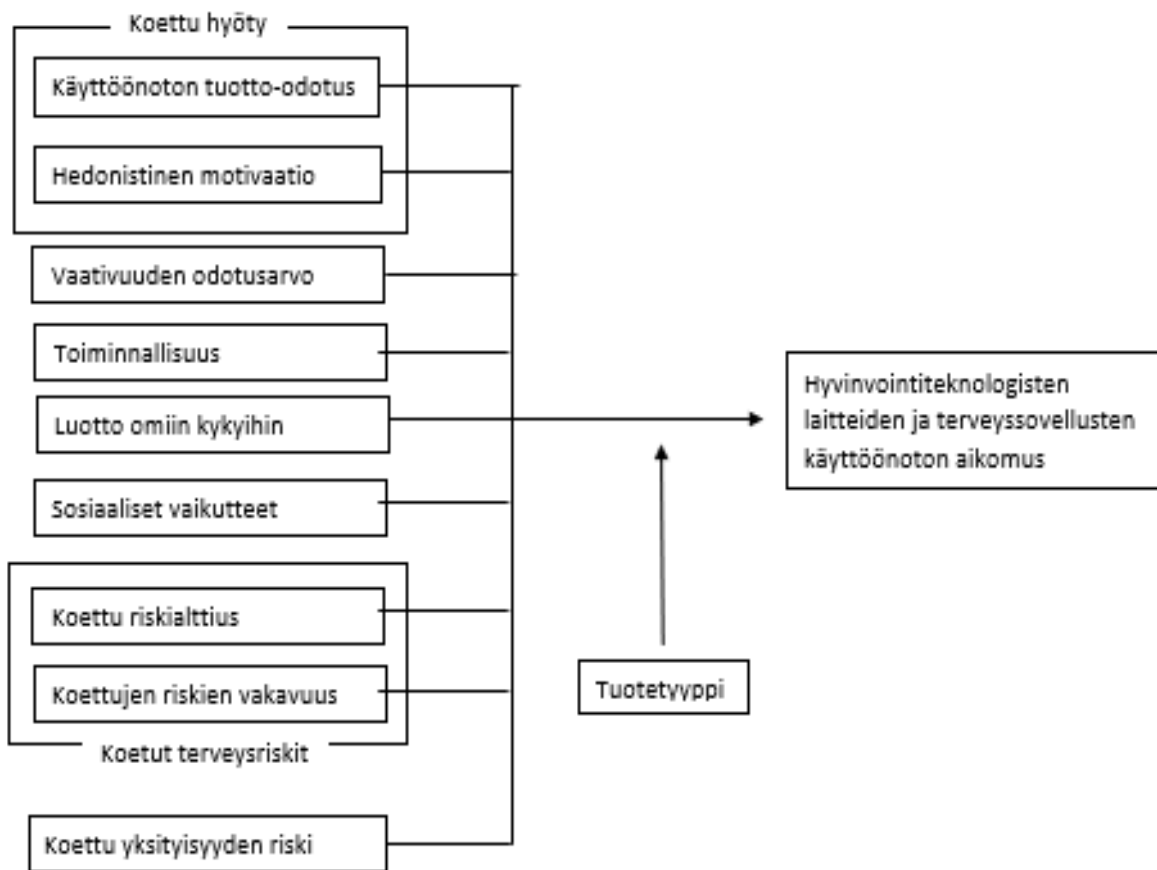 Koettu hyöty
Käyttöönoton tuotto-odotus
Hedonistinen motivaatio
Vaativuuden odotusarvo
Toiminnallisuus
Luotto omiin kykyihin
Sosiaaliset vaikutteet
Koettu riskialttius
Koettujen riskien vakavuus
Koetut terveysriskit
Koettu yksityisyyden riski
Tuotetyyppi
Hyvinvointiteknologisten
laitteiden ja terveyssovellusten
käyttöönoton aikomus